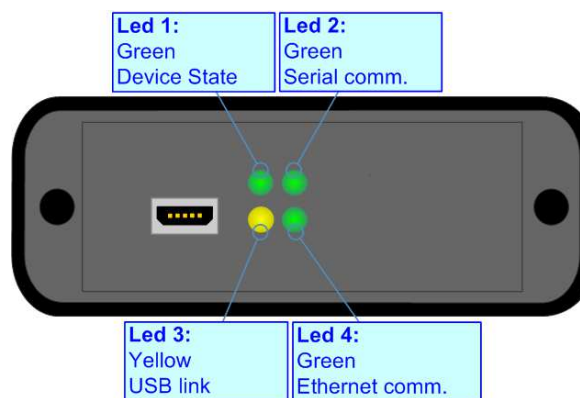 Led 1:
Green
Device State
Led 2:
Green
Serial comm.
Led 3:
Yellow
USB link
Led 4:
Green
Ethernet comm.